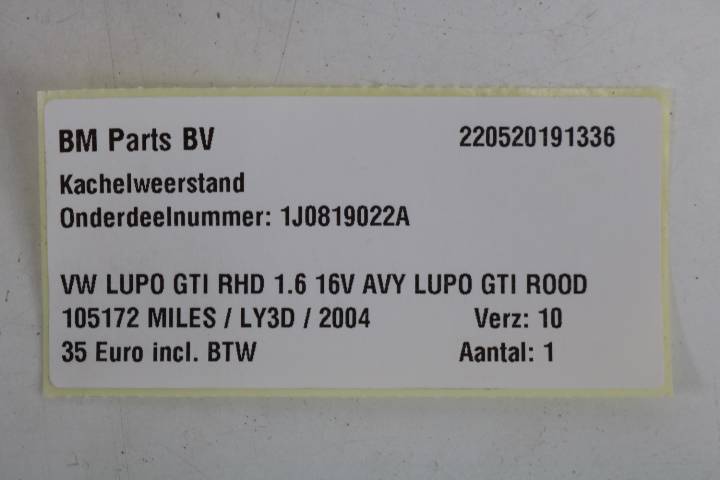 BM Parts BV 220520191336
Kachelweerstand
Onderdeelnummer: 1J0819022A
VW LUPO GTI RHD 1.6 16V AVY LUPO GTI ROOD
105172 MILES / LY3D / 2004 Verz: 10
35 Euro incl. BTW Aantal: 1